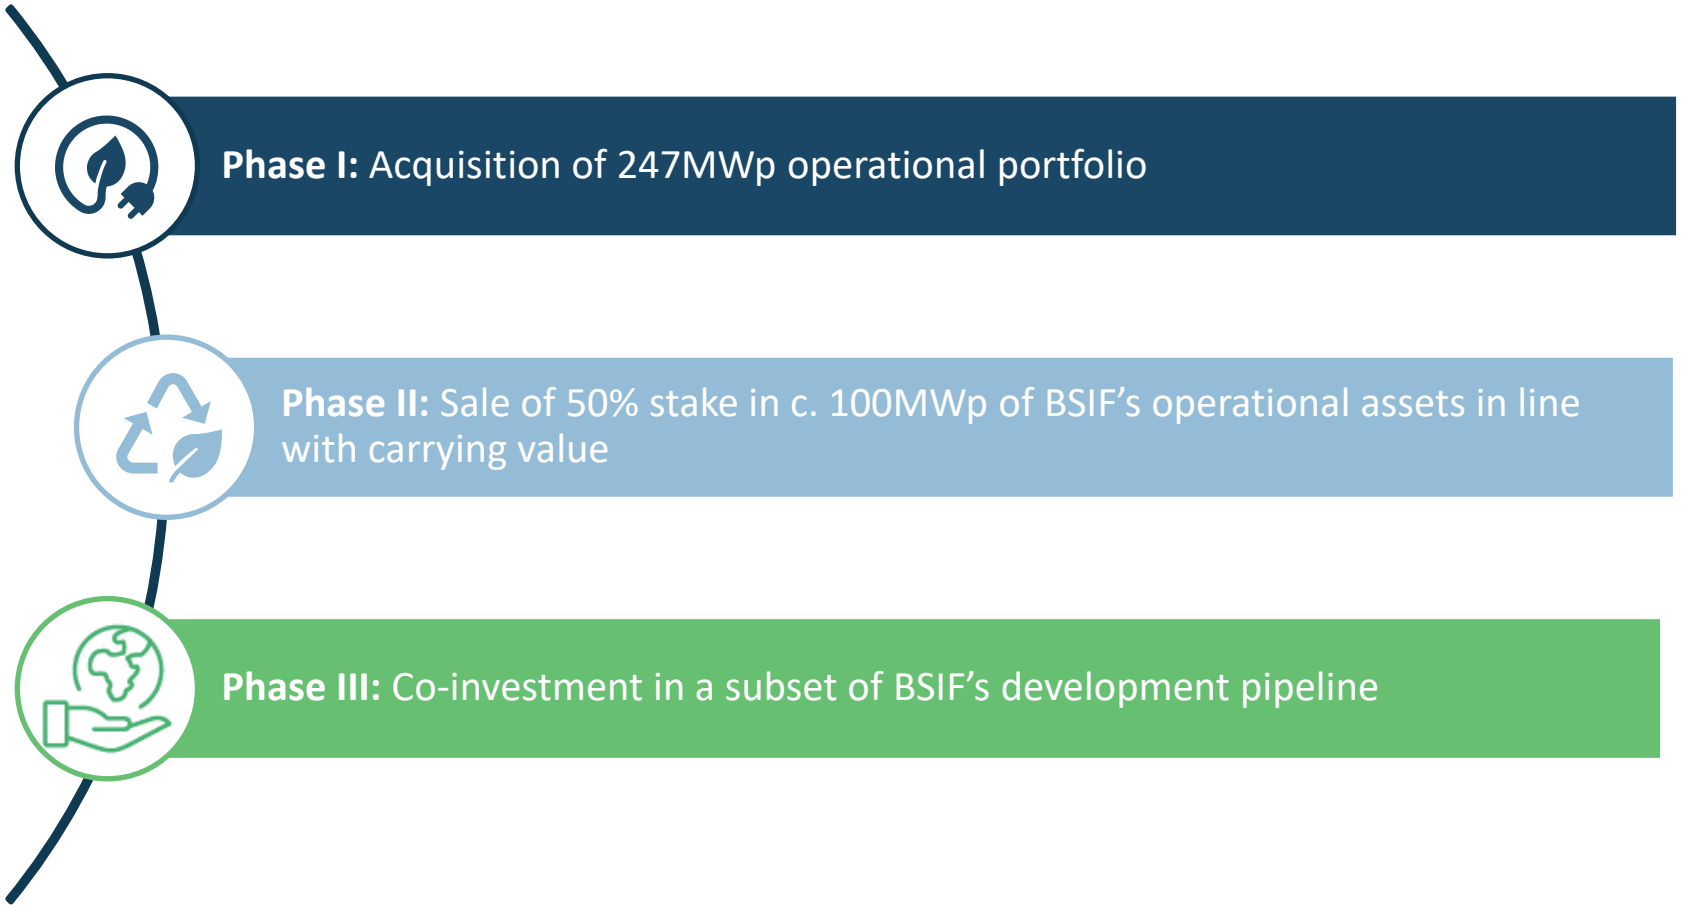 Phase I: Acquisition of 247MWp operational portfolio
Phase II: Sale of 50% stake in c. 100MWp of BSIF’s operational assets in line
with carrying value
Phase III: Co-investment in a subset of BSIF’s development pipeline